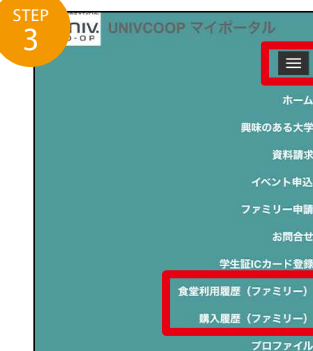 STEP
3
UNIV.
UNIVCOOP マイポータル
ホーム
興味のある大学
資料請求
イベント申込
ファミリー申請
お問合せ
学生証ICカード登録
食堂利用履歴（ファミリー）
購入履歴（ファミリー）
プロファイル